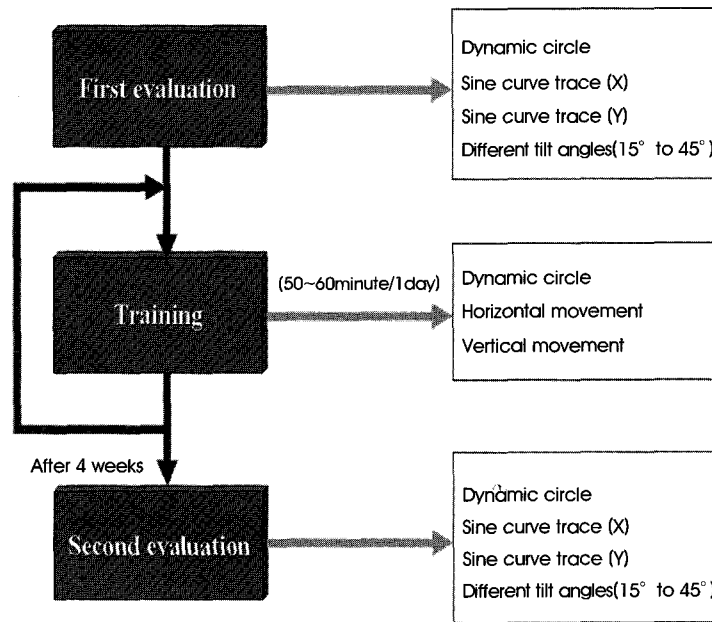 First evaluation
Dynamic circle
Sine curve trace (X)
Sine curve trace (Y)
Different tilt angles(15° to 45°)
Training
(50~60minute/1day)
Dynamic circle
Horizontal movement
Vertical movement
After 4 weeks
Second evaluation
Dynamic circle
Sine curve trace (X)
Sine curve trace (Y)
Different tilt angles(15° to 45°)